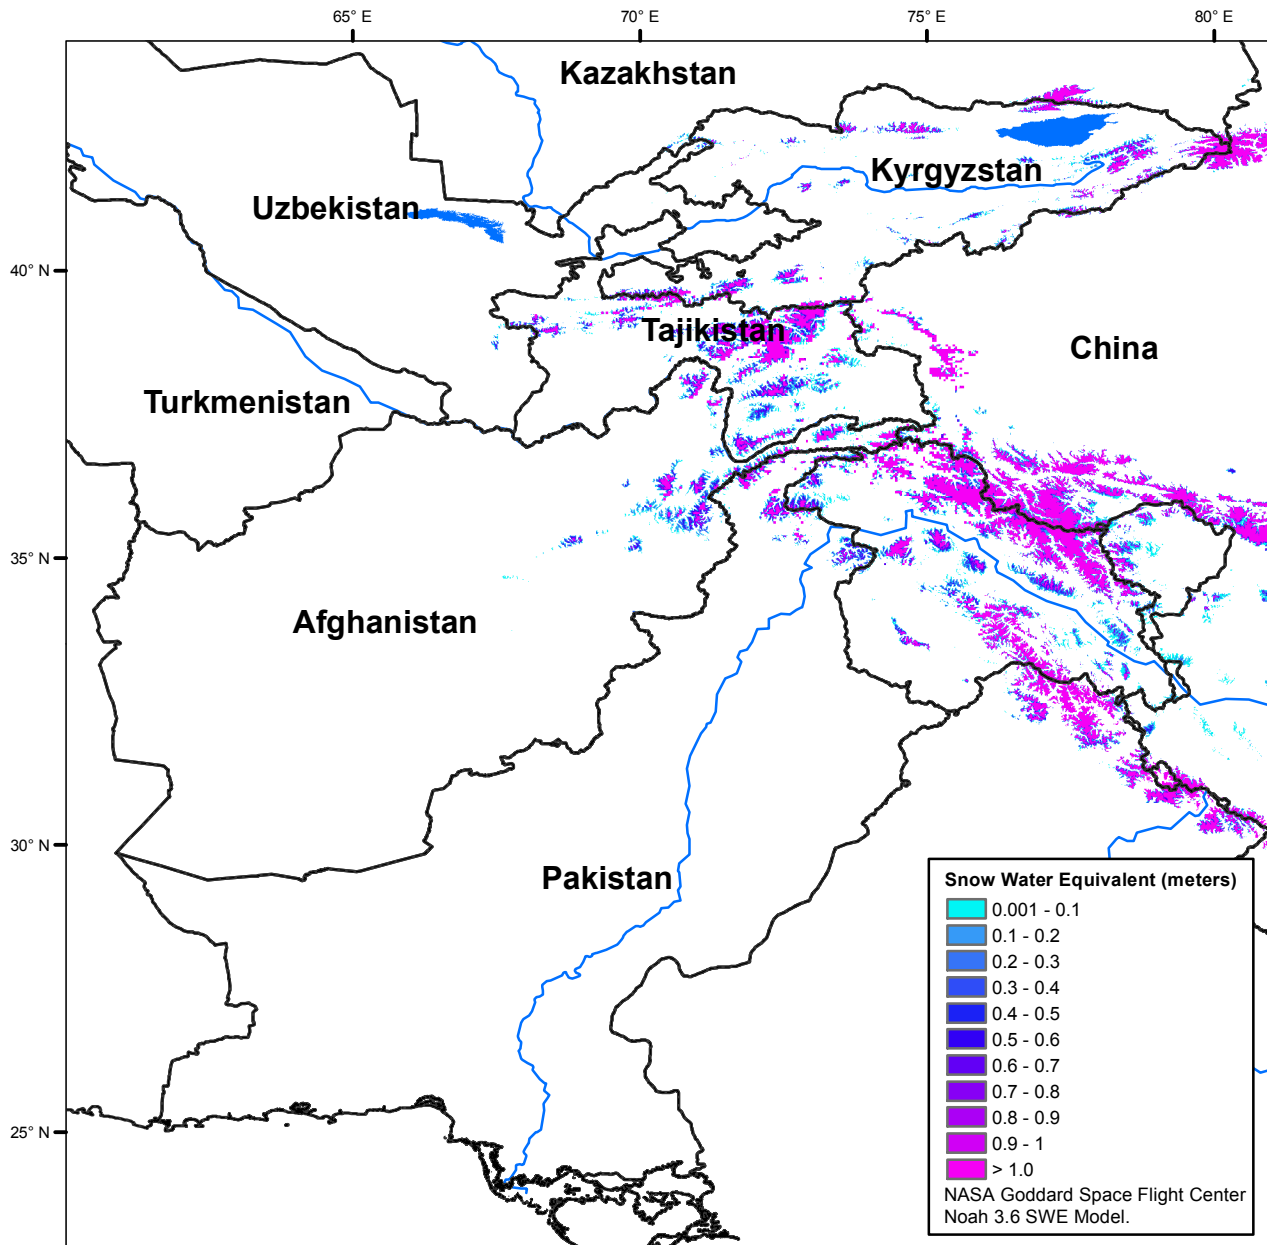 65° E
70° E
75° E
80° E
Kazakhstan
Kyrgyzstan
Uzbekistan
40° N
Tajikistan
China
Turkmenistan
35° N
Afghanistan
30° N
Pakistan
25° N
Snow Water Equivalent (meters)
0.001 - 0.1
0.1 - 0.2
0.2 - 0.3
0.3 - 0.4
0.4 - 0.5
0.5 - 0.6
0.6 - 0.7
0.7 - 0.8
0.8 - 0.9
0.9 - 1
> 1.0
NASA Goddard Space Flight Center
Noah 3.6 SWE Model.